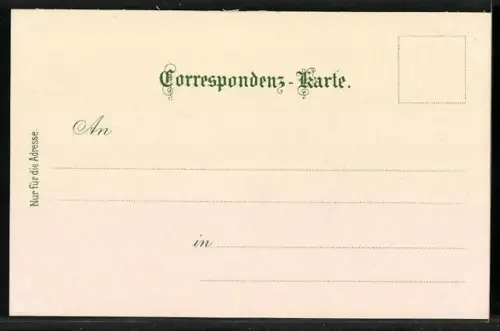 Correspondenz-Karte.
An
in
Nur für die Adresse